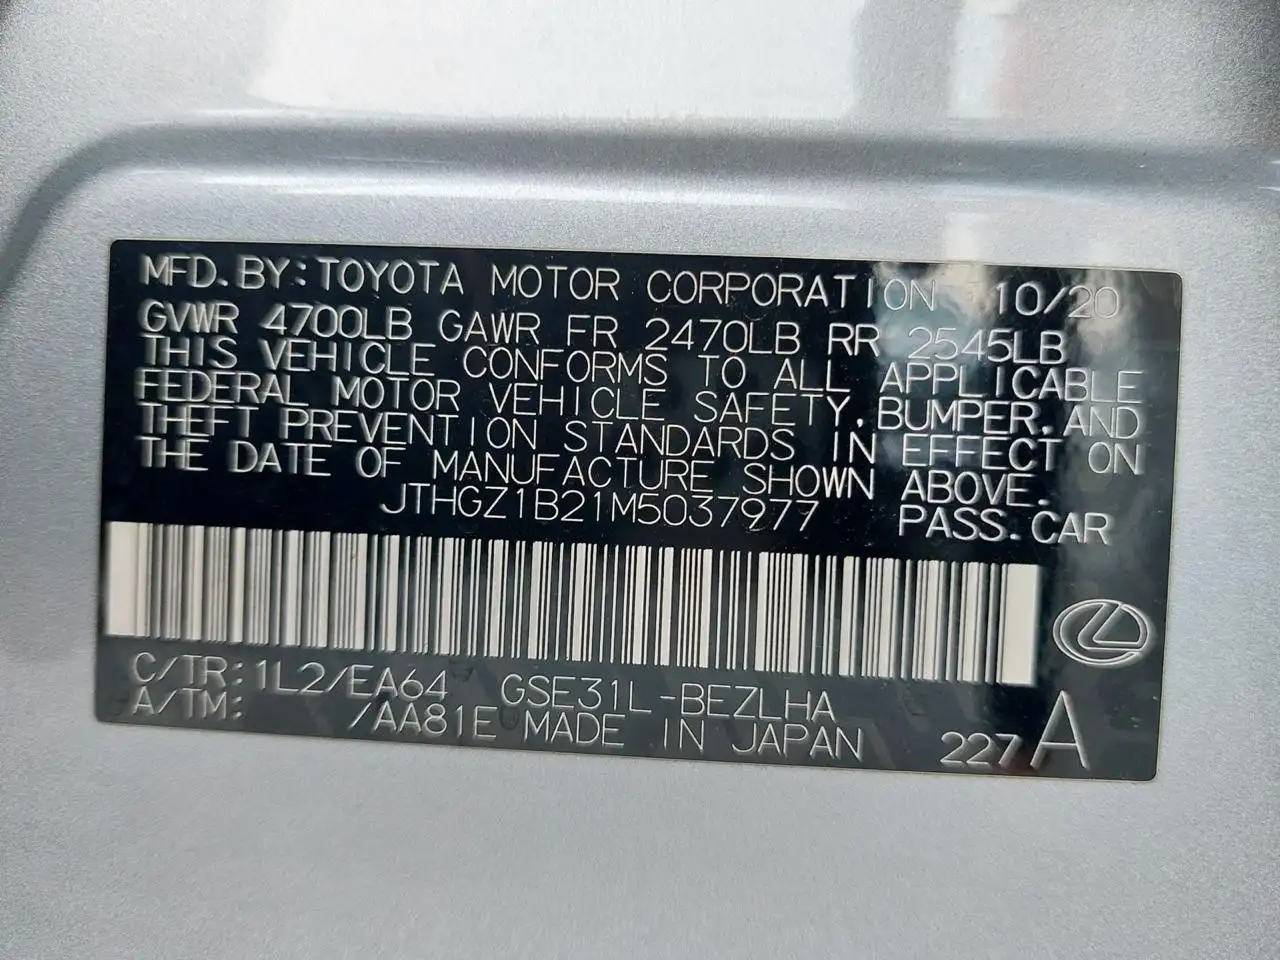 MFD.BY:TOYOTA MOTOR CORPORATION 10/20
GVWR 4700LB GAWR FR 2470LB RR 2545LB
THIS VEHICLE CONFORMS TO ALL APPLICABLE
FEDERAL MOTOR VEHICLE SAFETY,BUMPER,AND
THEFT PREVENTION STANDARDS IN EFFECT ON
THE DATE OF MANUFACTURE SHOWN ABOVE.
JTHGZ1B21M5037977 PASS.CAR
C/TR:1L2/EA64 GSE31L-BEZLHA
A/TM: /AA81E MADE IN JAPAN 227 A